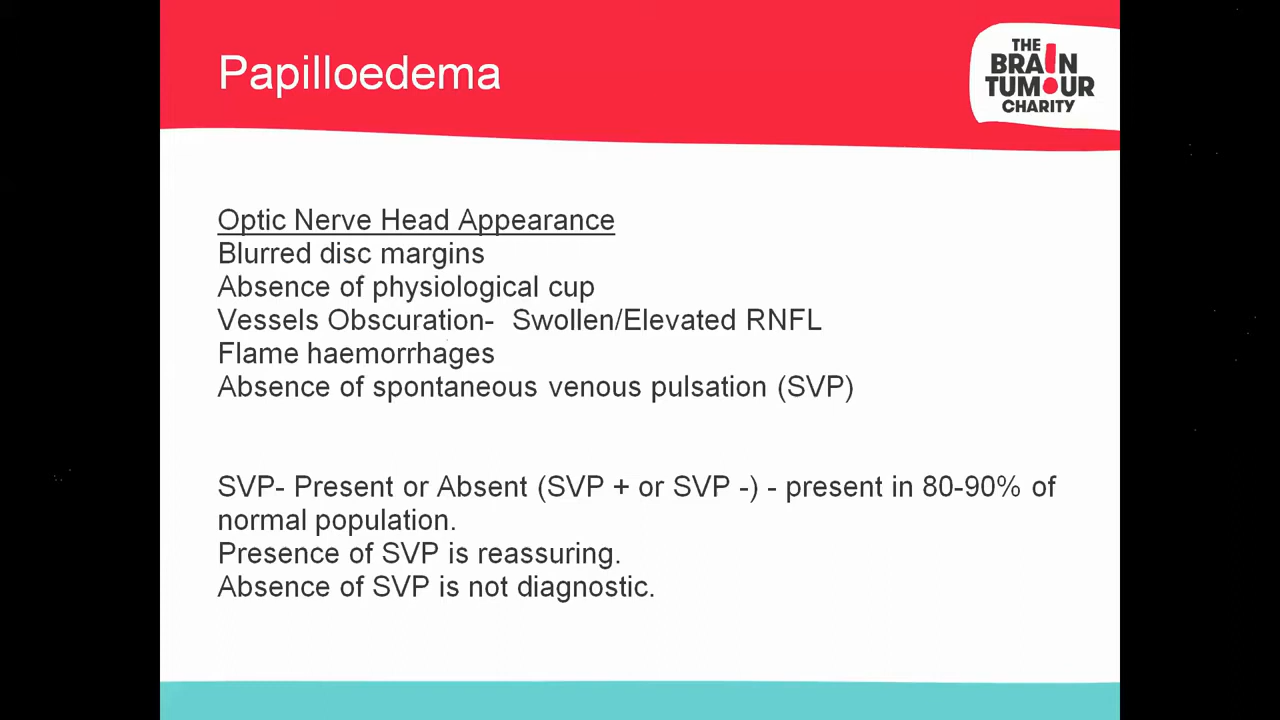 Papilloedema
THE
BRA!N
TUMOUR
CHARITY
Optic Nerve Head Appearance
Blurred disc margins
Absence of physiological cup
Vessels Obscuration-  Swollen/Elevated RNFL
Flame haemorrhages
Absence of spontaneous venous pulsation (SVP)
SVP- Present or Absent (SVP + or SVP -) - present in 80-90% of
normal population.
Presence of SVP is reassuring.
Absence of SVP is not diagnostic.